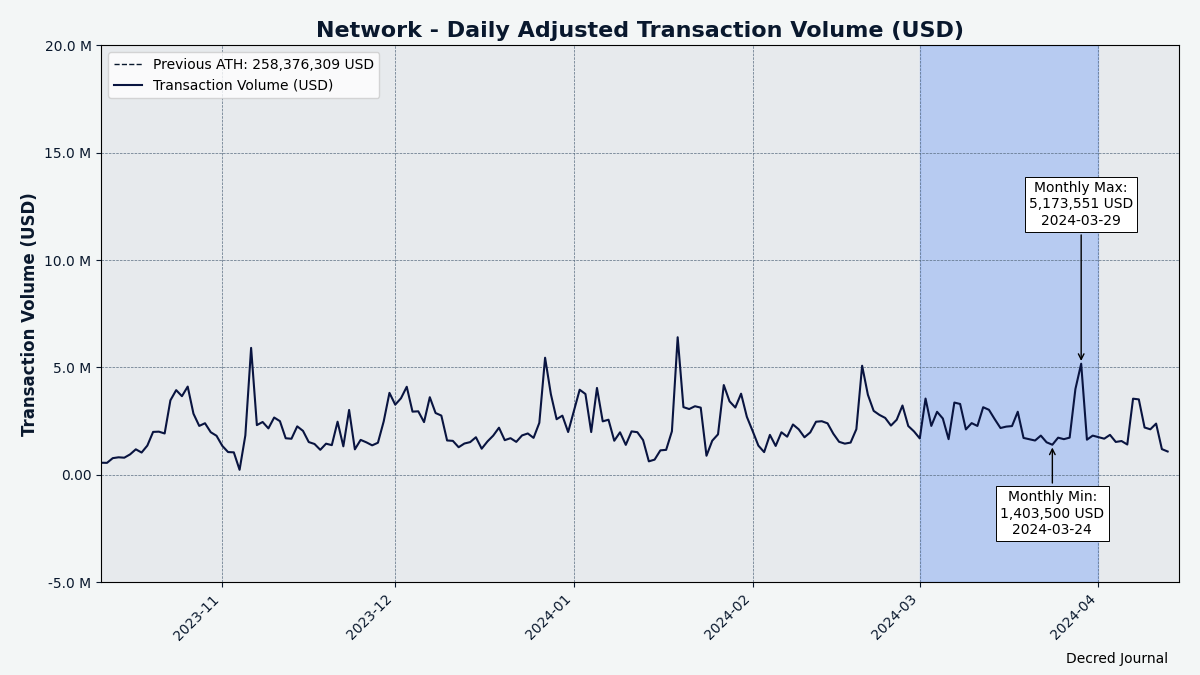 Network - Daily Adjusted Transaction Volume (USD)
Previous ATH: 258,376,309 USD
Transaction Volume (USD)
Transaction Volume (USD)
20.0 M
15.0 M
10.0 M
5.0 M
0.00
-5.0 M
Monthly Max:
5,173,551 USD
2024-03-29
Monthly Min:
1,403,500 USD
2024-03-24
2023-11
2023-12
2024-01
2024-02
2024-03
2024-04
Decred Journal